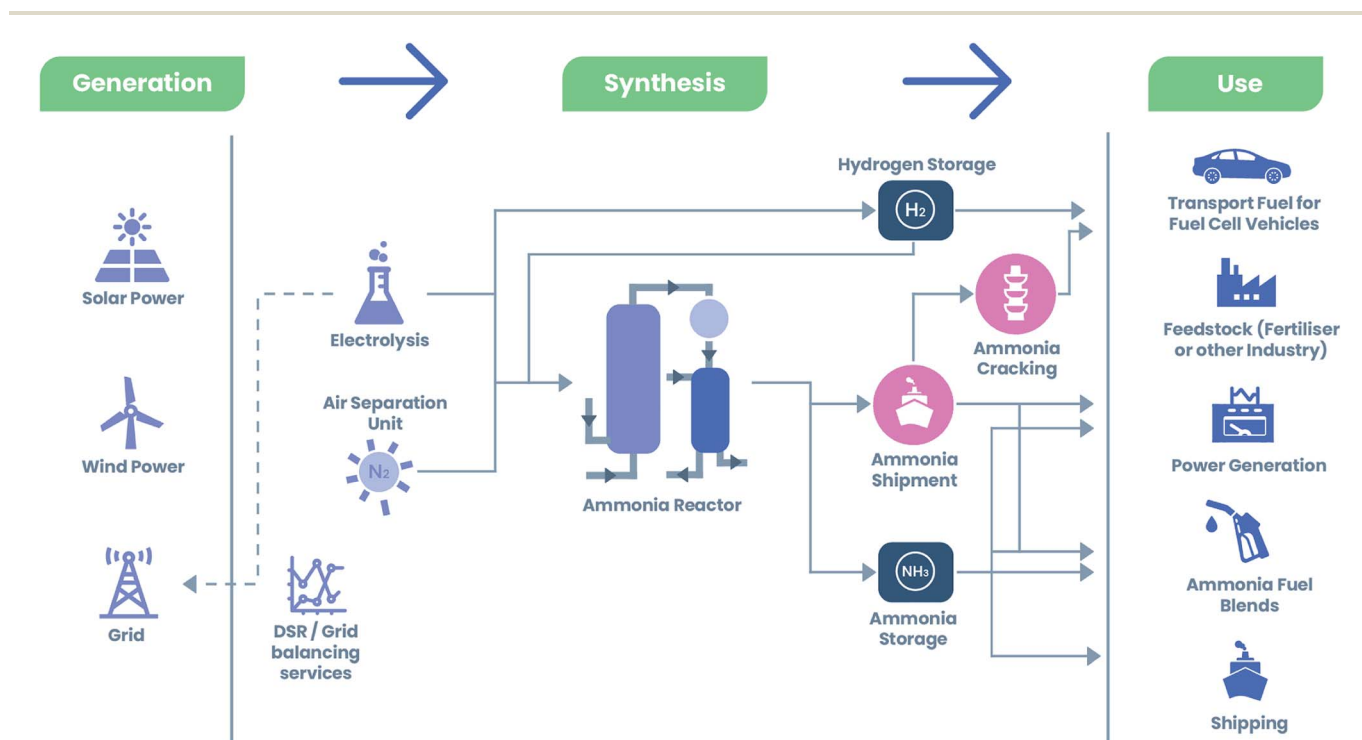 Generation
Synthesis
Use
Solar Power
Wind Power
Grid
Electrolysis
Air Separation
Unit
N2
DSR / Grid
balancing
services
Ammonia Reactor
Hydrogen Storage
H2
Ammonia
Cracking
Ammonia
Shipment
NH3
Ammonia
Storage
Transport Fuel for
Fuel Cell Vehicles
Feedstock (Fertiliser
or other Industry)
Power Generation
Ammonia Fuel
Blends
Shipping